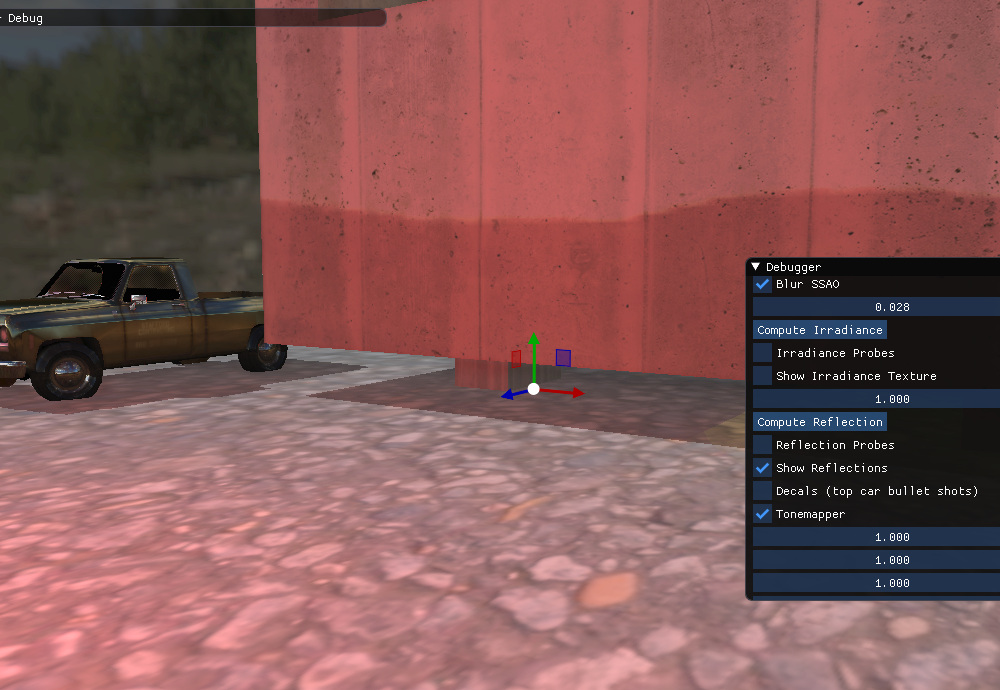 Debug
Debugger
Blur SSAO
0.028
Compute Irradiance
Irradiance Probes
Show Irradiance Texture
1.000
Compute Reflection
Reflection Probes
Show Reflections
Decals (top car bullet shots)
Tonemapper
1.000
1.000
1.000